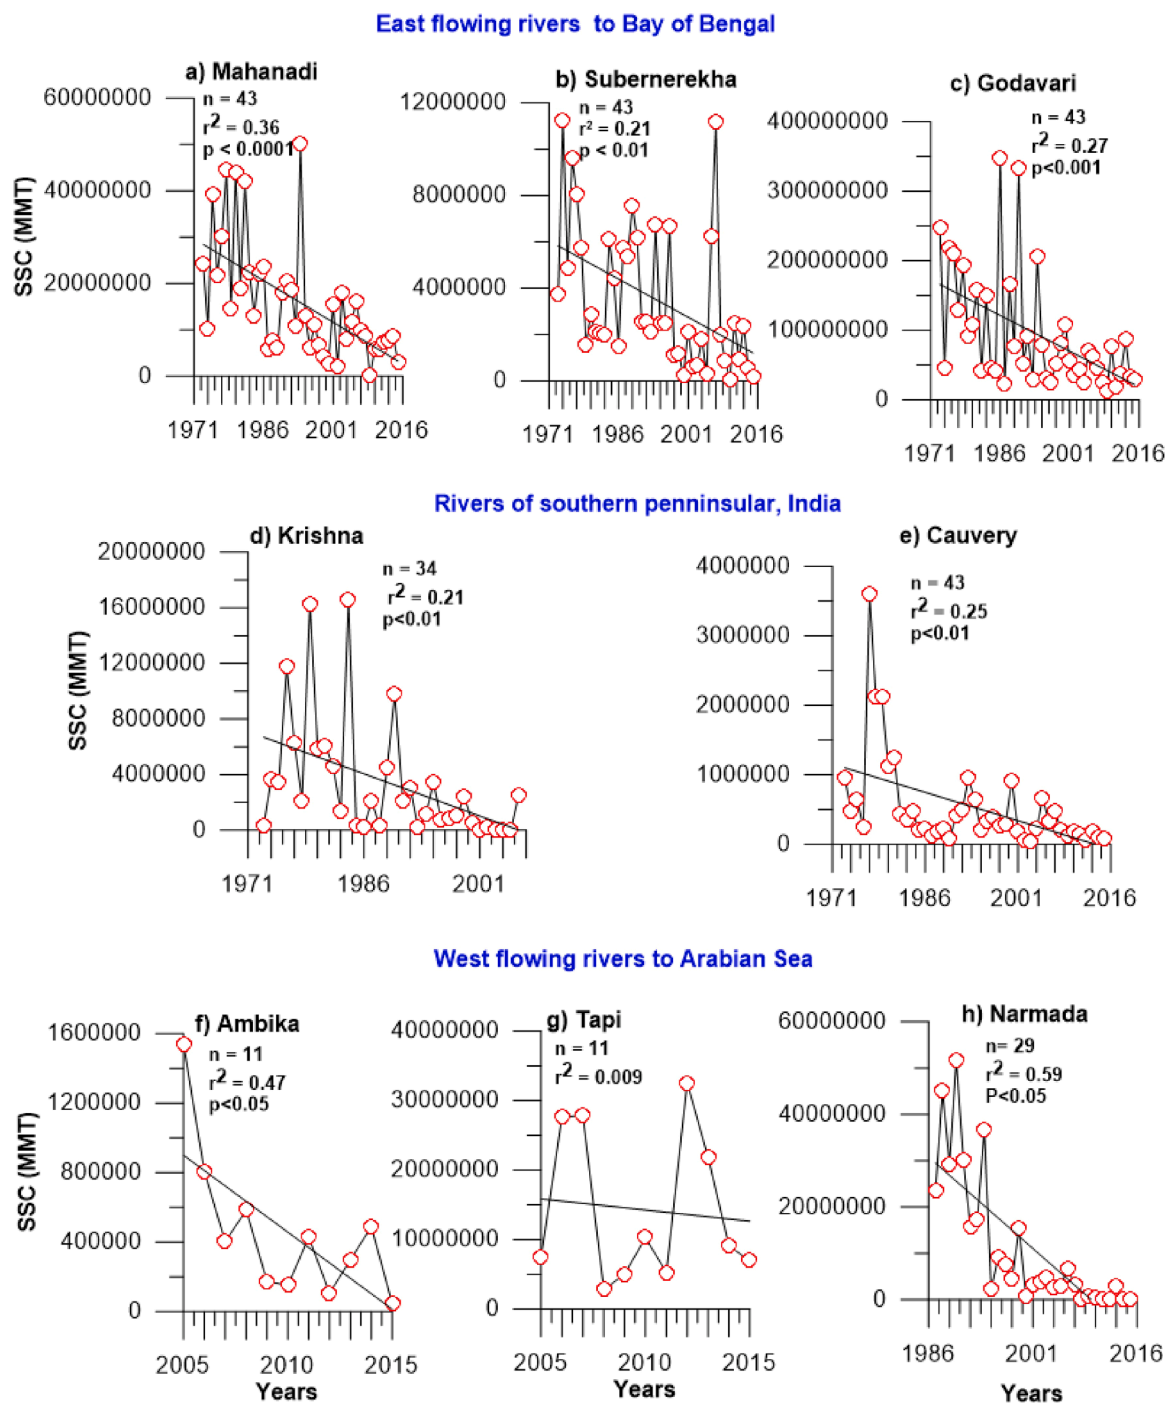 East flowing rivers  to Bay of Bengal
a) Mahanadi
n = 43
r² = 0.36
p < 0.0001
SSC (MMT)
60000000
40000000
20000000
0
1971 1986 2001 2016
b) Subernerekha
n = 43
r² = 0.21
p < 0.01
12000000
8000000
4000000
0
1971 1986 2001 2016
c) Godavari
n = 43
r² = 0.27
p<0.001
400000000
300000000
200000000
100000000
0
1971 1986 2001 2016
Rivers of southern penninsular, India
d) Krishna
n = 34
r² = 0.21
p<0.01
SSC (MMT)
20000000
16000000
12000000
8000000
4000000
0
1971 1986 2001
e) Cauvery
n = 43
r² = 0.25
p<0.01
4000000
3000000
2000000
1000000
0
1971 1986 2001 2016
West flowing rivers to Arabian Sea
f) Ambika
n = 11
r² = 0.47
p<0.05
SSC (MMT)
1600000
1200000
800000
400000
0
2005 2010 2015
Years
g) Tapi
n = 11
r² = 0.009
40000000
30000000
20000000
10000000
0
2005 2010 2015
Years
h) Narmada
n= 29
r² = 0.59
P<0.05
60000000
40000000
20000000
0
1986 2001 2016
Years